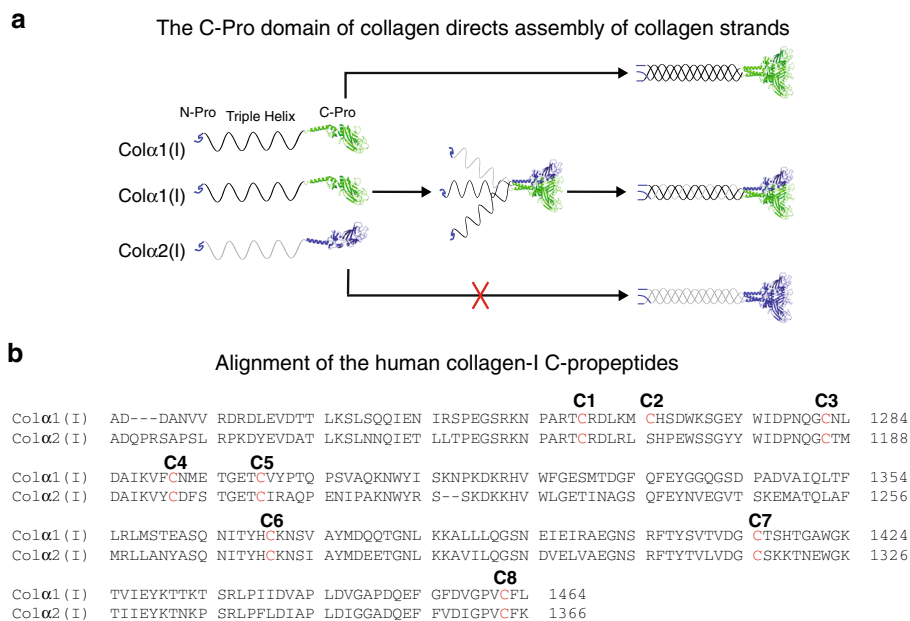 a
The C-Pro domain of collagen directs assembly of collagen strands
N-Pro Triple Helix C-Pro
Colα1(I)
Colα1(I)
Colα2(I)
b
Alignment of the human collagen-I C-propeptides
C1 C2 C3
Colα1(I) AD---DANVV RDRDLEVDTT LKSLSQQIEN IRSPEGSRKN PARTCRDLKM CHSDWKSGEY WIDPNQGCNL 1284
Colα2(I) ADQPRSAPSL RPKDYEVDAT LKSLNNQIET LLTPEGSRKN PARTCRDLRL SHPEWSSGYY WIDPNQGCTM 1188
C4 C5
Colα1(I) DAIKVFCNME TGETCVYPTQ PSVAQKNWYI SKNPKDKRHV WFGESMTDGF QFEYGGQGSD PADVAIQLTF 1354
Colα2(I) DAIKVYCDFS TGETCIRAQP ENIPAKNWYR S--SKDKKHV WLGETINAGS QFEYNVEGVT SKEMATQLAF 1256
C6 C7
Colα1(I) LRLMSTEASQ NITYHCKNSV AYMDQQTGNL KKALLLQGSN EIEIRAEGNS RFTYSVTVDG CTSHTGAWGK 1424
Colα2(I) MRLLANYASQ NITYHCKNSI AYMDEETGNL KKAVILQGSN DVELVAEGNS RFTYTVLVDG CSKKTNEWGK 1326
C8
Colα1(I) TVIEYKTTKT SRLPIIDVAP LDVGAPDQEF GFDVGPVCFL 1464
Colα2(I) TIIEYKTNKP SRLPFLDIAP LDIGGADQEF FVDIGPVCFK 1366